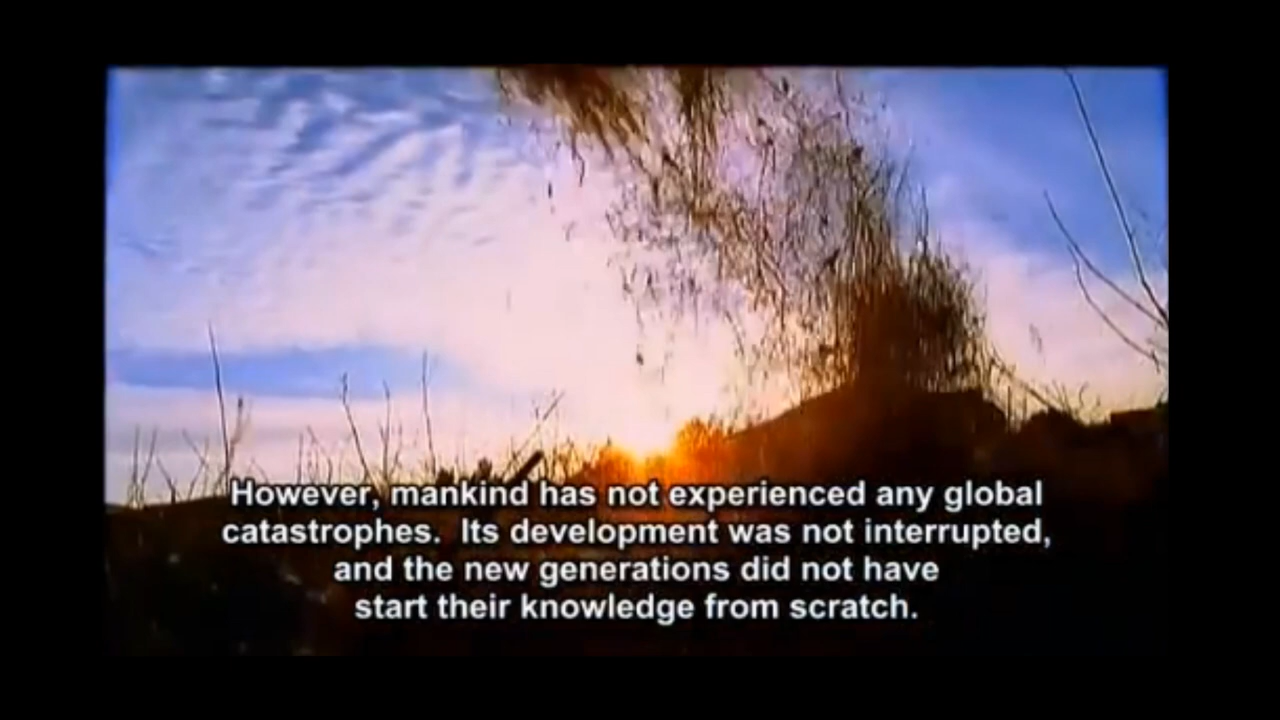 However, mankind has not experienced any global
catastrophes.  Its development was not interrupted,
and the new generations did not have
start their knowledge from scratch.